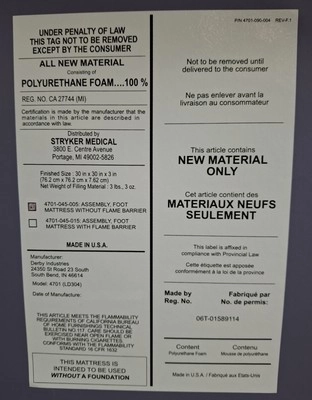 P/N 4701-090-004 REV-F.1
UNDER PENALTY OF LAW
THIS TAG NOT TO BE REMOVED
EXCEPT BY THE CONSUMER
ALL NEW MATERIAL
Consisting of
POLYURETHANE FOAM....100 %
REG. NO. CA 27744 (MI)
Certification is made by the manufacturer that the
materials in this article are described in
accordance with law.
Distributed by
STRYKER MEDICAL
3800 E. Centre Avenue
Portage, MI 49002-5826
Finished Size : 30 in x 30 in x 3 in
(76.2 cm x 76.2 cm x 7.62 cm)
Net Weight of Filling Material : 3 lbs., 3 oz.
4701-045-005: ASSEMBLY, FOOT
MATTRESS WITHOUT FLAME BARRIER
4701-045-015: ASSEMBLY, FOOT
MATTRESS WITH FLAME BARRIER
MADE IN U.S.A.
Manufacturer:
Derby Industries
24350 St Road 23 South
South Bend, IN 46614
Model: 4701 (LD304)
Date of Manufacture:
THIS ARTICLE MEETS THE FLAMMABILITY
REQUIREMENTS OF CALIFORNIA BUREAU
OF HOME FURNISHINGS TECHNICAL
BULLETIN NO 117. CARE SHOULD BE
EXERCISED NEAR OPEN FLAME OR
WITH BURNING CIGARETTES
CONFORMS WITH THE FLAMMABILITY
STANDARD 16 CFR 1632
THIS MATTRESS IS
INTENDED TO BE USED
WITHOUT A FOUNDATION
Not to be removed until
delivered to the consumer
Ne pas enlever avant la
livraison au consommateur
This article contains
NEW MATERIAL
ONLY
Cet article contient des
MATERIAUX NEUFS
SEULEMENT
This label is affixed in
compliance with Provincial Law
Cette étiquette est apposée
conformément à la loi de la province
Made by Fabriqué par
Reg. No. No. de permis:
06T-01589114
Content Contenu
Polyurethane Foam Mousse de polyuréthane
Made in U.S.A. / Fabriqué aux Etats-Unis